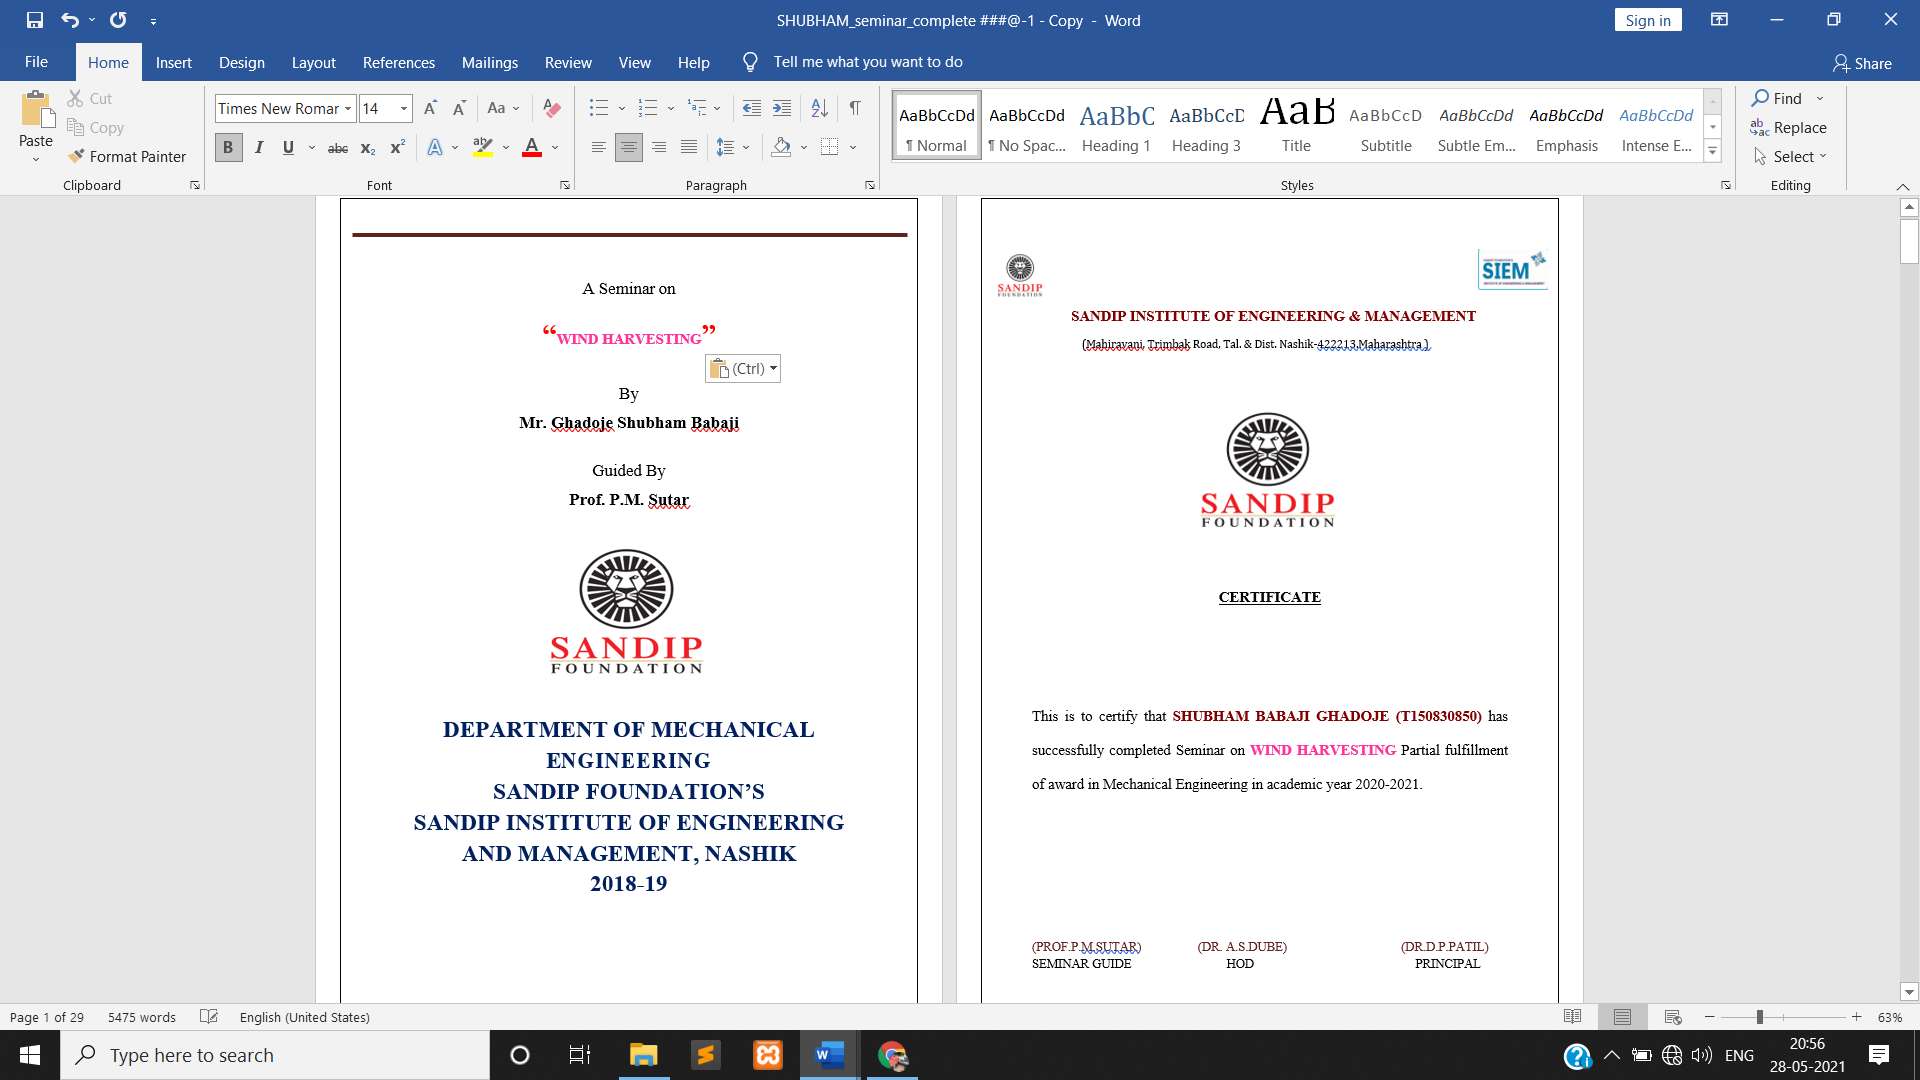 SHUBHAM_seminar_complete ###@-1 - Copy - Word
Sign in
File Home Insert Design Layout References Mailings Review View Help Tell me what you want to do
Share
Paste
Cut
Copy
Format Painter
Clipboard
Times New Romar 14
Aa
B I U abc x₂ x² A ab A
Font
Paragraph
AaBbCcDd AaBbCcDd AaBbC AaBbCcD AaB AaBbCcD AaBbCcDd AaBbCcDd AaBbCcDd
¶ Normal ¶ No Spac... Heading 1 Heading 3 Title Subtitle Subtle Em... Emphasis Intense E...
Styles
Find
Replace
Select
Editing
A Seminar on
“WIND HARVESTING”
(Ctrl)
By
Mr. Ghadoje Shubham Babaji
Guided By
Prof. P.M. Sutar
SANDIP
FOUNDATION
DEPARTMENT OF MECHANICAL
ENGINEERING
SANDIP FOUNDATION’S
SANDIP INSTITUTE OF ENGINEERING
AND MANAGEMENT, NASHIK
2018-19
SANDIP
FOUNDATION
SIEM
SANDIP INSTITUTE OF ENGINEERING & MANAGEMENT
(Mahiravani, Trimbak Road, Tal. & Dist. Nashik-422213,Maharashtra.)
SANDIP
FOUNDATION
CERTIFICATE
This is to certify that SHUBHAM BABAJI GHADOJE (T150830850) has
successfully completed Seminar on WIND HARVESTING Partial fulfillment
of award in Mechanical Engineering in academic year 2020-2021.
(PROF.P.M.SUTAR) (DR. A.S.DUBE) (DR.D.P.PATIL)
SEMINAR GUIDE HOD PRINCIPAL
Page 1 of 29 5475 words English (United States)
63%
Type here to search
ENG
20:56
28-05-2021